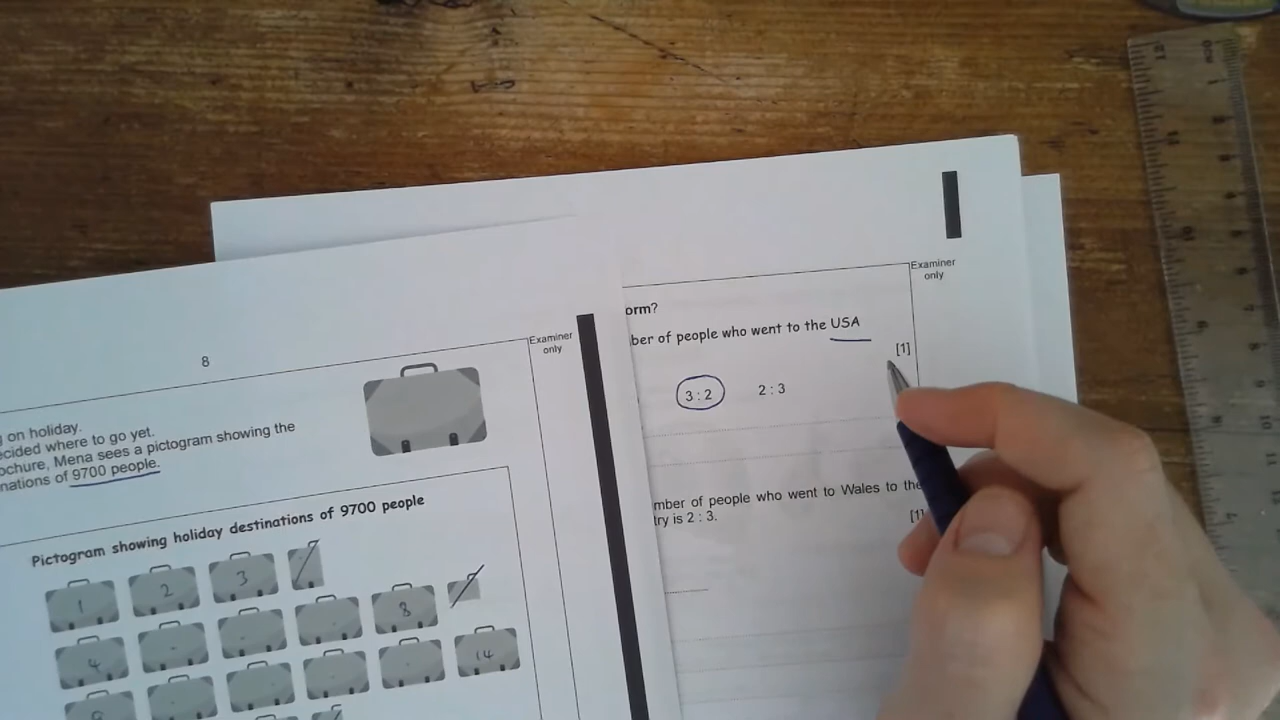 8
Examiner
only
on holiday.
ecided where to go yet.
ochure, Mena sees a pictogram showing the
nations of 9700 people.
Pictogram showing holiday destinations of 9700 people
1 2 3
4 8
14
Examiner
only
orm?
ber of people who went to the USA
[1]
3 : 2 2 : 3
mber of people who went to Wales to the
try is 2 : 3.
[1]